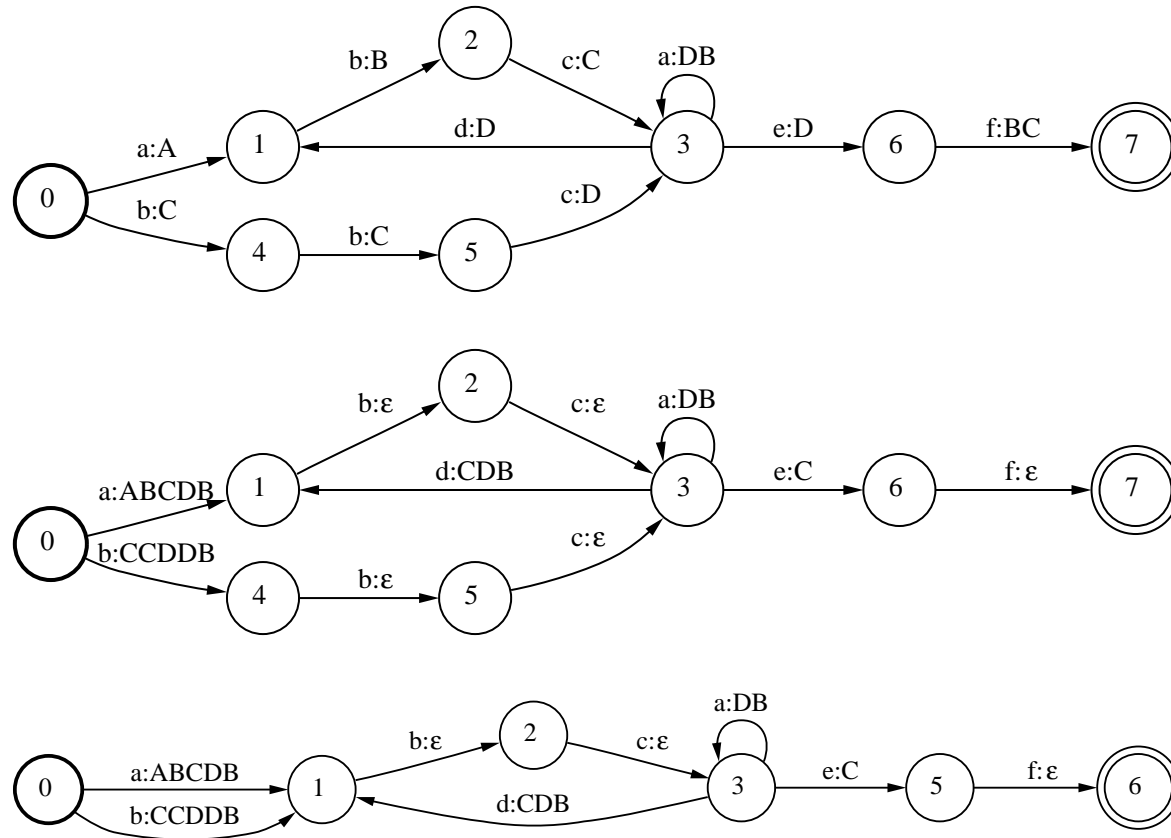 2
b:B
c:C
a:DB
a:A
1
d:D
3
e:D
6
f:BC
7
0
b:C
4
b:C
5
c:D
2
b:ε
c:ε
a:DB
a:ABCDB
1
d:CDB
3
e:C
6
f:ε
7
0
b:CCDDB
4
b:ε
5
c:ε
2
b:ε
c:ε
a:DB
0
a:ABCDB
1
3
e:C
5
f:ε
6
b:CCDDB
d:CDB